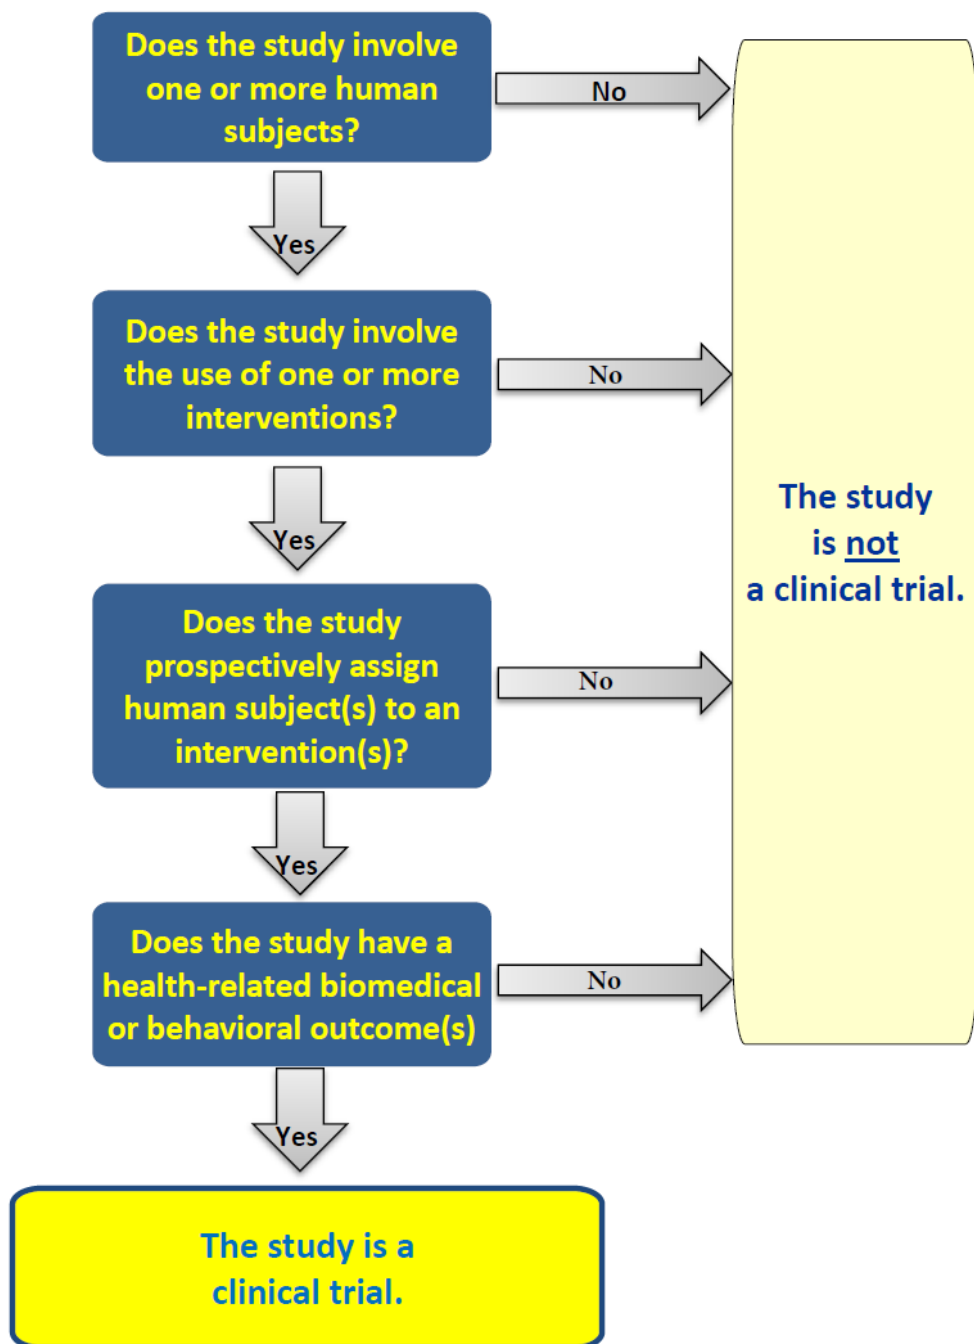 Does the study involve
one or more human
subjects?
No
Yes
Does the study involve
the use of one or more
interventions?
No
Yes
The study
is not
a clinical trial.
Does the study
prospectively assign
human subject(s) to an
intervention(s)?
No
Yes
Does the study have a
health-related biomedical
or behavioral outcome(s)
No
Yes
The study is a
clinical trial.